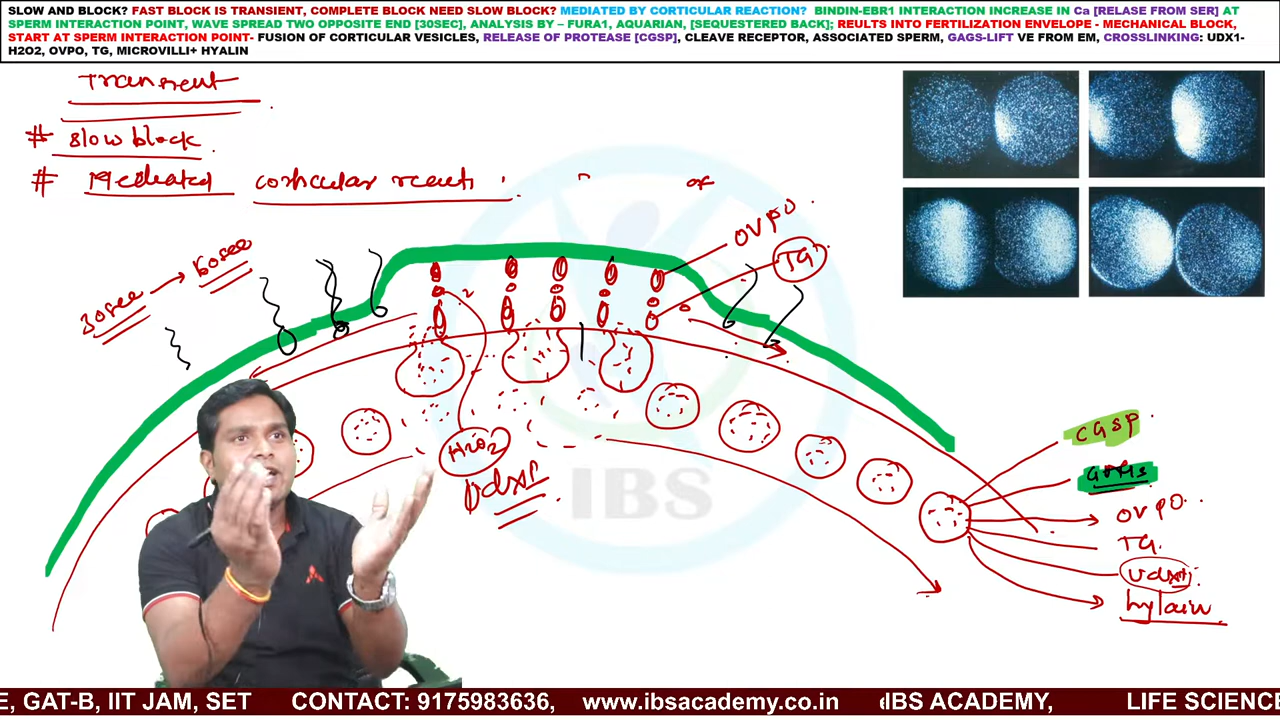 SLOW AND BLOCK? FAST BLOCK IS TRANSIENT, COMPLETE BLOCK NEED SLOW BLOCK? MEDIATED BY CORTICULAR REACTION?  BINDIN-EBR1 INTERACTION INCREASE IN Ca [RELASE FROM SER] AT
SPERM INTERACTION POINT, WAVE SPREAD TWO OPPOSITE END [30SEC], ANALYSIS BY – FURA1, AQUARIAN, [SEQUESTERED BACK]; REULTS INTO FERTILIZATION ENVELOPE - MECHANICAL BLOCK,
START AT SPERM INTERACTION POINT- FUSION OF CORTICAL VESICLES, RELEASE OF PROTEASE [CGSP], CLEAVE RECEPTOR, ASSOCIATED SPERM, GAGS-LIFT VE FROM EM, CROSSLINKING: UDX1-
H2O2, OVPO, TG, MICROVILLI+ HYALIN
Transient
# slow block
# Mediated corticular reacti
of
OVPO
TG
30sec → 60sec
2
H2O2
Udx1
IBS
CGSP
GAGs
OVPO
TG
Udx1
hylain
E, GAT-B, IIT JAM, SET CONTACT: 9175983636, www.ibsacademy.co.in IBS ACADEMY, LIFE SCIENCE